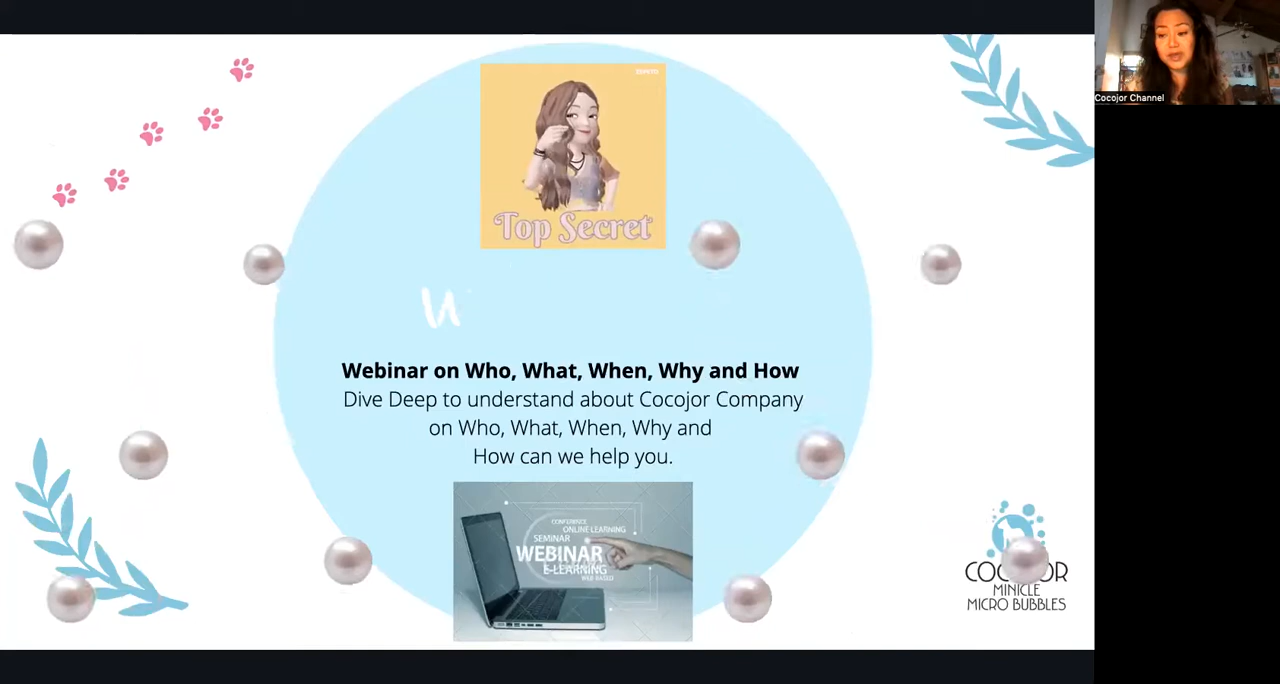 Cocojor Channel
Top Secret
W
Webinar on Who, What, When, Why and How
Dive Deep to understand about Cocojor Company
on Who, What, When, Why and
How can we help you.
CONFERENCE
ONLINE LEARNING
SEMINAR
WEBINAR
E-LEARNING
WEB BASED
MINICLE
MICRO BUBBLES